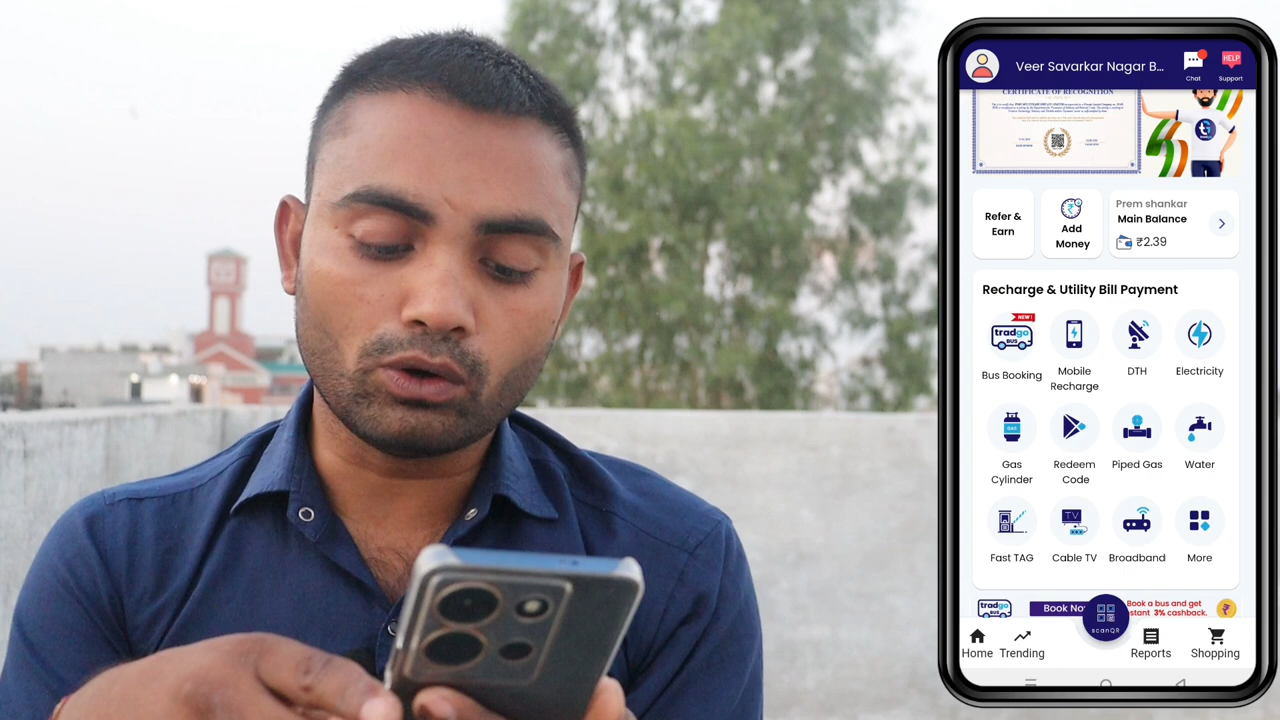 Veer Savarkar Nagar B...
Chat
HELP
Support
CERTIFICATE OF RECOGNITION
Refer &
Earn
Add
Money
Prem shankar
Main Balance
₹2.39
Recharge & Utility Bill Payment
NEW!
tradgo
BUS
Bus Booking
Mobile
Recharge
DTH
Electricity
GAS
Gas
Cylinder
Redeem
Code
Piped Gas
Water
Fast TAG
TV
Cable TV
Broadband
More
tradgo
BUS
Book Now
Book a bus and get
instant 3% cashback.
scanQR
Home
Trending
Reports
Shopping